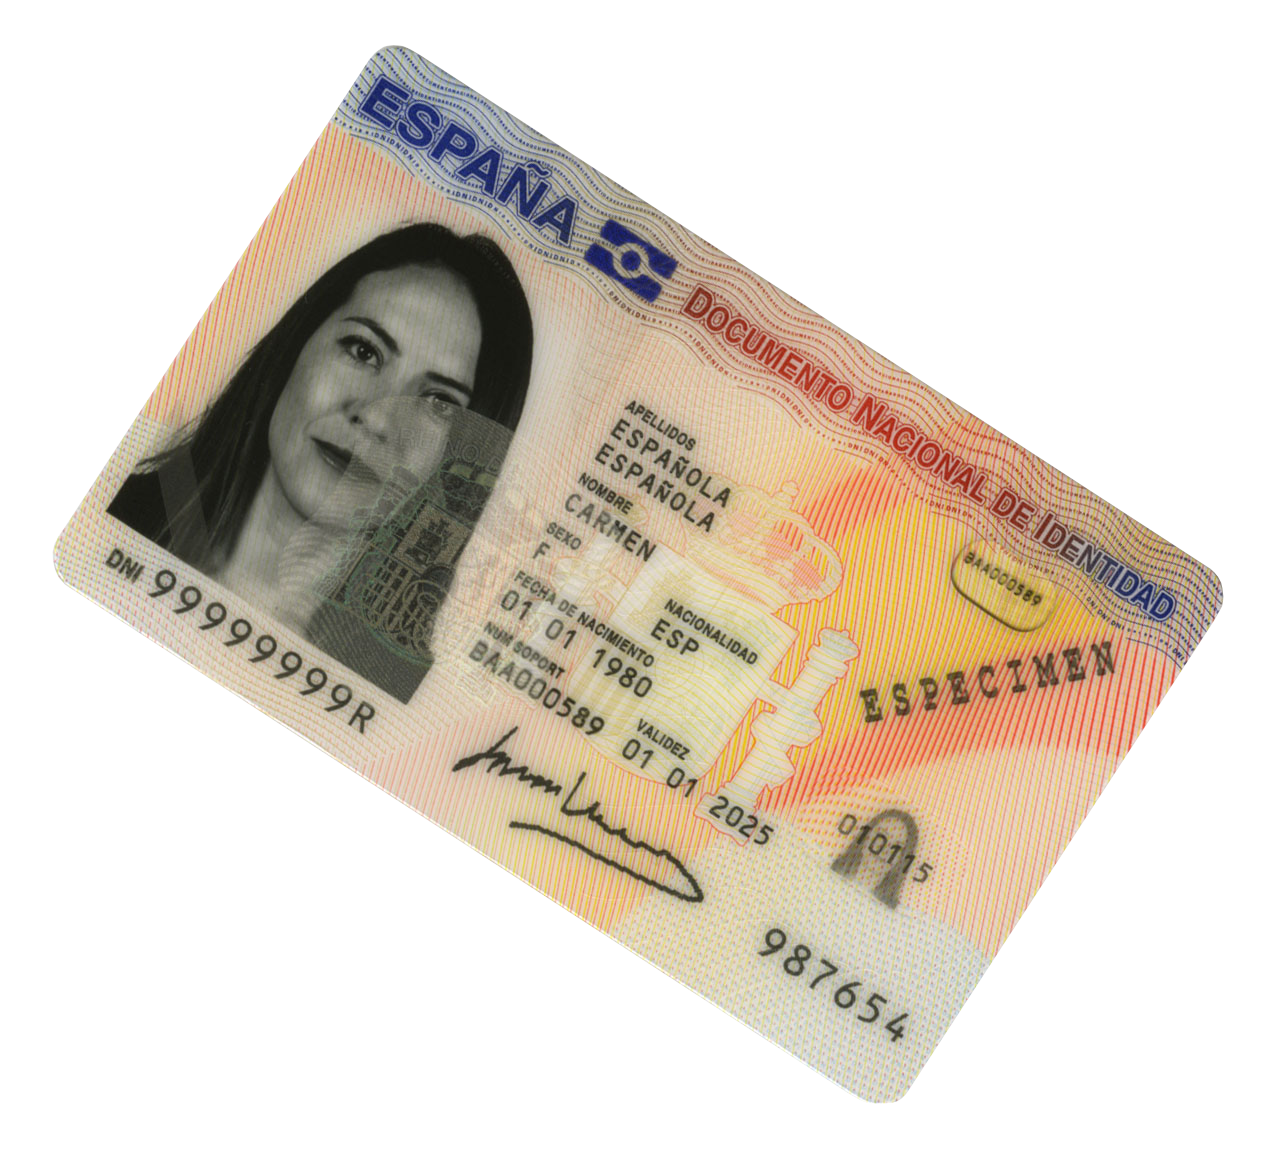 ESPAÑA
DOCUMENTO NACIONAL DE IDENTIDAD
APELLIDOS
ESPAÑOLA
ESPAÑOLA
NOMBRE
CARMEN
SEXO
F
NACIONALIDAD
ESP
FECHA DE NACIMIENTO
01 01 1980
NUM SOPORT
BAA000589
VALIDEZ
01 01 2025
DNI 99999999R
BAA000589
ESPECIMEN
010115
987654